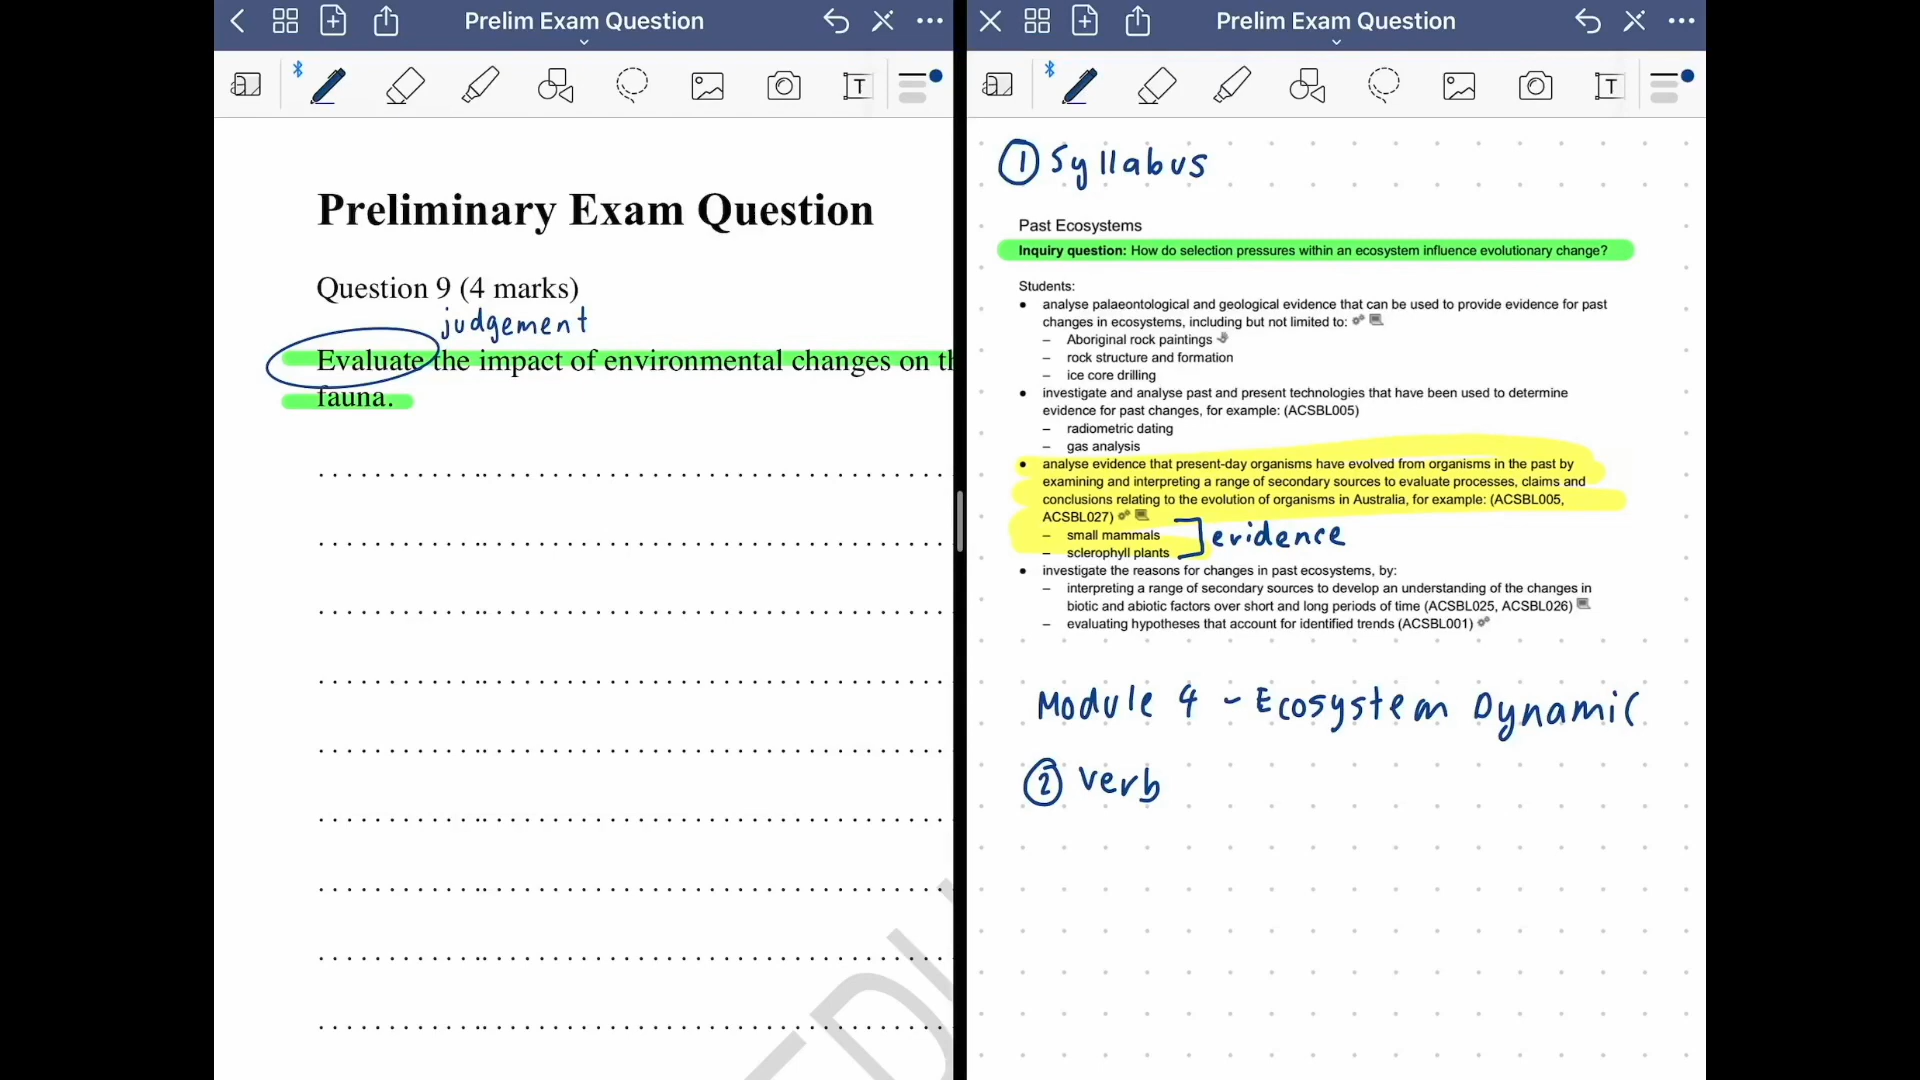 Prelim Exam Question
Prelim Exam Question
Preliminary Exam Question
Question 9 (4 marks)
judgement
Evaluate the impact of environmental changes on
fauna.
① Syllabus
Past Ecosystems
Inquiry question: How do selection pressures within an ecosystem influence evolutionary change?
Students:
• analyse palaeontological and geological evidence that can be used to provide evidence for past
changes in ecosystems, including but not limited to:
– Aboriginal rock paintings
– rock structure and formation
– ice core drilling
• investigate and analyse past and present technologies that have been used to determine
evidence for past changes, for example: (ACSBL005)
– radiometric dating
– gas analysis
• analyse evidence that present-day organisms have evolved from organisms in the past by
examining and interpreting a range of secondary sources to evaluate processes, claims and
conclusions relating to the evolution of organisms in Australia, for example: (ACSBL005,
ACSBL027)
– small mammals
– sclerophyll plants
evidence
• investigate the reasons for changes in past ecosystems, by:
– interpreting a range of secondary sources to develop an understanding of the changes in
biotic and abiotic factors over short and long periods of time (ACSBL025, ACSBL026)
– evaluating hypotheses that account for identified trends (ACSBL001)
Module 4 - Ecosystem Dynamic
② Verb